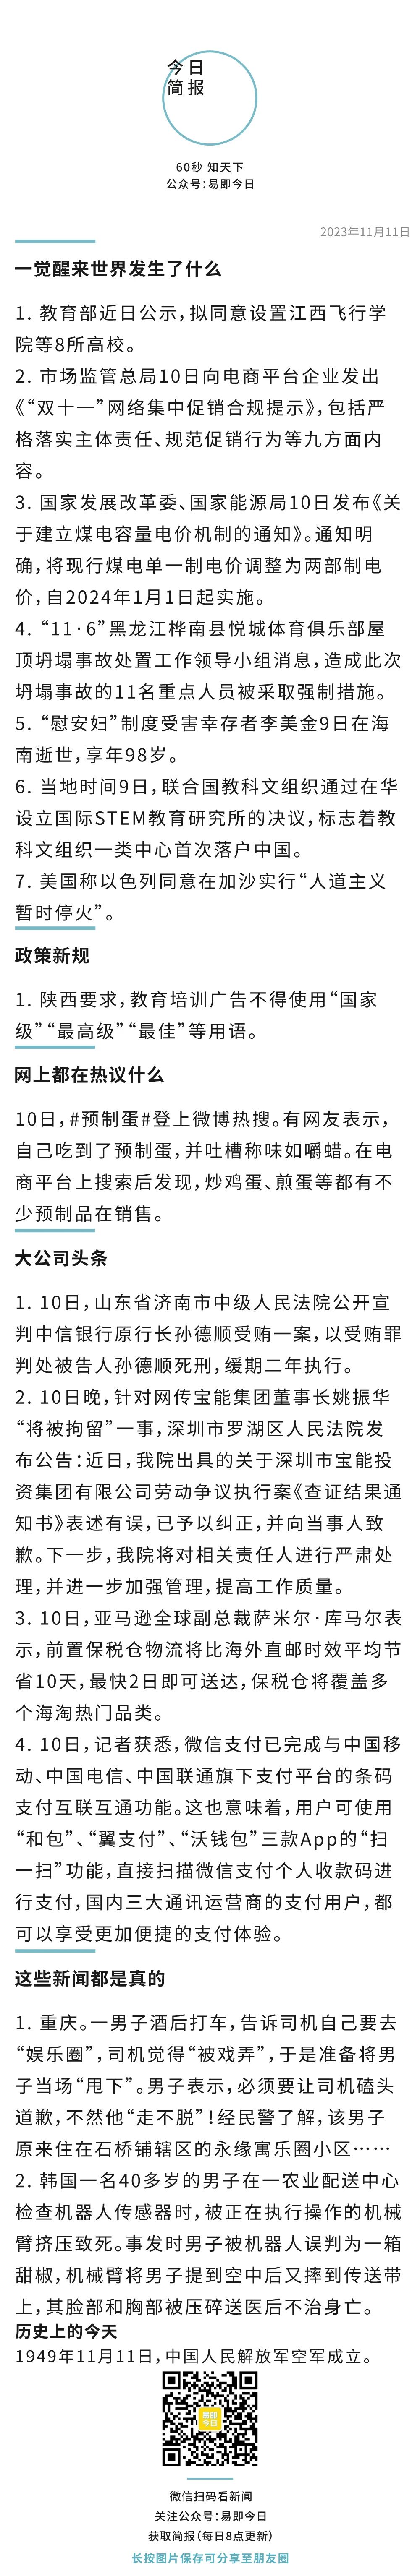 今日
简报
60秒 知天下
公众号：易即今日
2023年11月11日
一觉醒来世界发生了什么
1. 教育部近日公示，拟同意设置江西飞行学
院等8所高校。
2. 市场监管总局10日向电商平台企业发出
《“双十一”网络集中促销合规提示》，包括严
格落实主体责任、规范促销行为等九方面内
容。
3. 国家发展改革委、国家能源局10日发布《关
于建立煤电容量电价机制的通知》。通知明
确，将现行煤电单一制电价调整为两部制电
价，自2024年1月1日起实施。
4. “11·6”黑龙江桦南县悦城体育俱乐部屋
顶坍塌事故处置工作领导小组消息，造成此次
坍塌事故的11名重点人员被采取强制措施。
5. “慰安妇”制度受害幸存者李美金9日在海
南逝世，享年98岁。
6. 当地时间9日，联合国教科文组织通过在华
设立国际STEM教育研究所的决议，标志着教
科文组织一类中心首次落户中国。
7. 美国称以色列同意在加沙实行“人道主义
暂时停火”。
政策新规
1. 陕西要求，教育培训广告不得使用“国家
级”“最高级”“最佳”等用语。
网上都在热议什么
10日，#预制蛋#登上微博热搜。有网友表示，
自己吃到了预制蛋，并吐槽称味如嚼蜡。在电
商平台上搜索后发现，炒鸡蛋、煎蛋等都有不
少预制品在销售。
大公司头条
1. 10日，山东省济南市中级人民法院公开宣
判中信银行原行长孙德顺受贿一案，以受贿罪
判处被告人孙德顺死刑，缓期二年执行。
2. 10日晚，针对网传宝能集团董事长姚振华
“将被拘留”一事，深圳市罗湖区人民法院发
布公告：近日，我院出具的关于深圳市宝能投
资集团有限公司劳动争议执行案《查证结果通
知书》表述有误，已予以纠正，并向当事人致
歉。下一步，我院将对相关责任人进行严肃处
理，并进一步加强管理，提高工作质量。
3. 10日，亚马逊全球副总裁萨米尔·库马尔表
示，前置保税仓物流将比海外直邮时效平均节
省10天，最快2日即可送达，保税仓将覆盖多
个海淘热门品类。
4. 10日，记者获悉，微信支付已完成与中国移
动、中国电信、中国联通旗下支付平台的条码
支付互联互通功能。这也意味着，用户可使用
“和包”、“翼支付”、“沃钱包”三款App的“扫
一扫”功能，直接扫描微信支付个人收款码进
行支付，国内三大通讯运营商的支付用户，都
可以享受更加便捷的支付体验。
这些新闻都是真的
1. 重庆。一男子酒后打车，告诉司机自己要去
“娱乐圈”，司机觉得“被戏弄”，于是准备将男
子当场“甩下”。男子表示，必须要让司机磕头
道歉，不然他“走不脱”！经民警了解，该男子
原来住在石桥铺辖区的永缘寓乐圈小区……
2. 韩国一名40多岁的男子在一农业配送中心
检查机器人传感器时，被正在执行操作的机械
臂挤压致死。事发时男子被机器人误判为一箱
甜椒，机械臂将男子提到空中后又摔到传送带
上，其脸部和胸部被压碎送医后不治身亡。
历史上的今天
1949年11月11日，中国人民解放军空军成立。
易即
今日
微信扫码看新闻
关注公众号：易即今日
获取简报（每日8点更新）
长按图片保存可分享至朋友圈